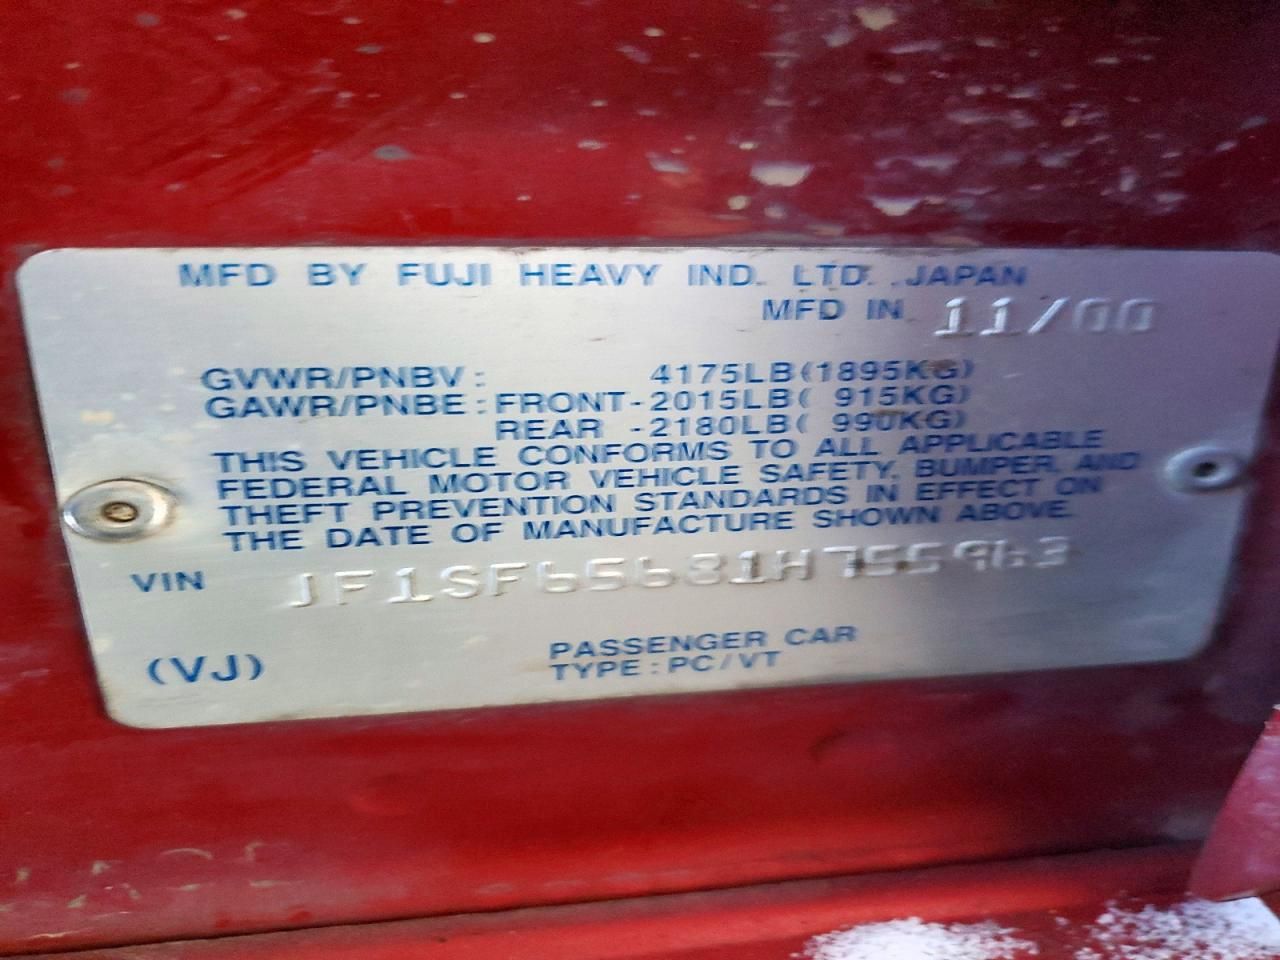 MFD BY FUJI HEAVY IND. LTD. JAPAN
MFD IN 11/00
GVWR/PNBV: 4175LB(1895KG)
GAWR/PNBE: FRONT-2015LB( 915KG)
REAR -2180LB( 990KG)
THIS VEHICLE CONFORMS TO ALL APPLICABLE
FEDERAL MOTOR VEHICLE SAFETY, BUMPER, AND
THEFT PREVENTION STANDARDS IN EFFECT ON
THE DATE OF MANUFACTURE SHOWN ABOVE.
VIN JF1SF65681H755963
PASSENGER CAR
(VJ) TYPE: PC/VT